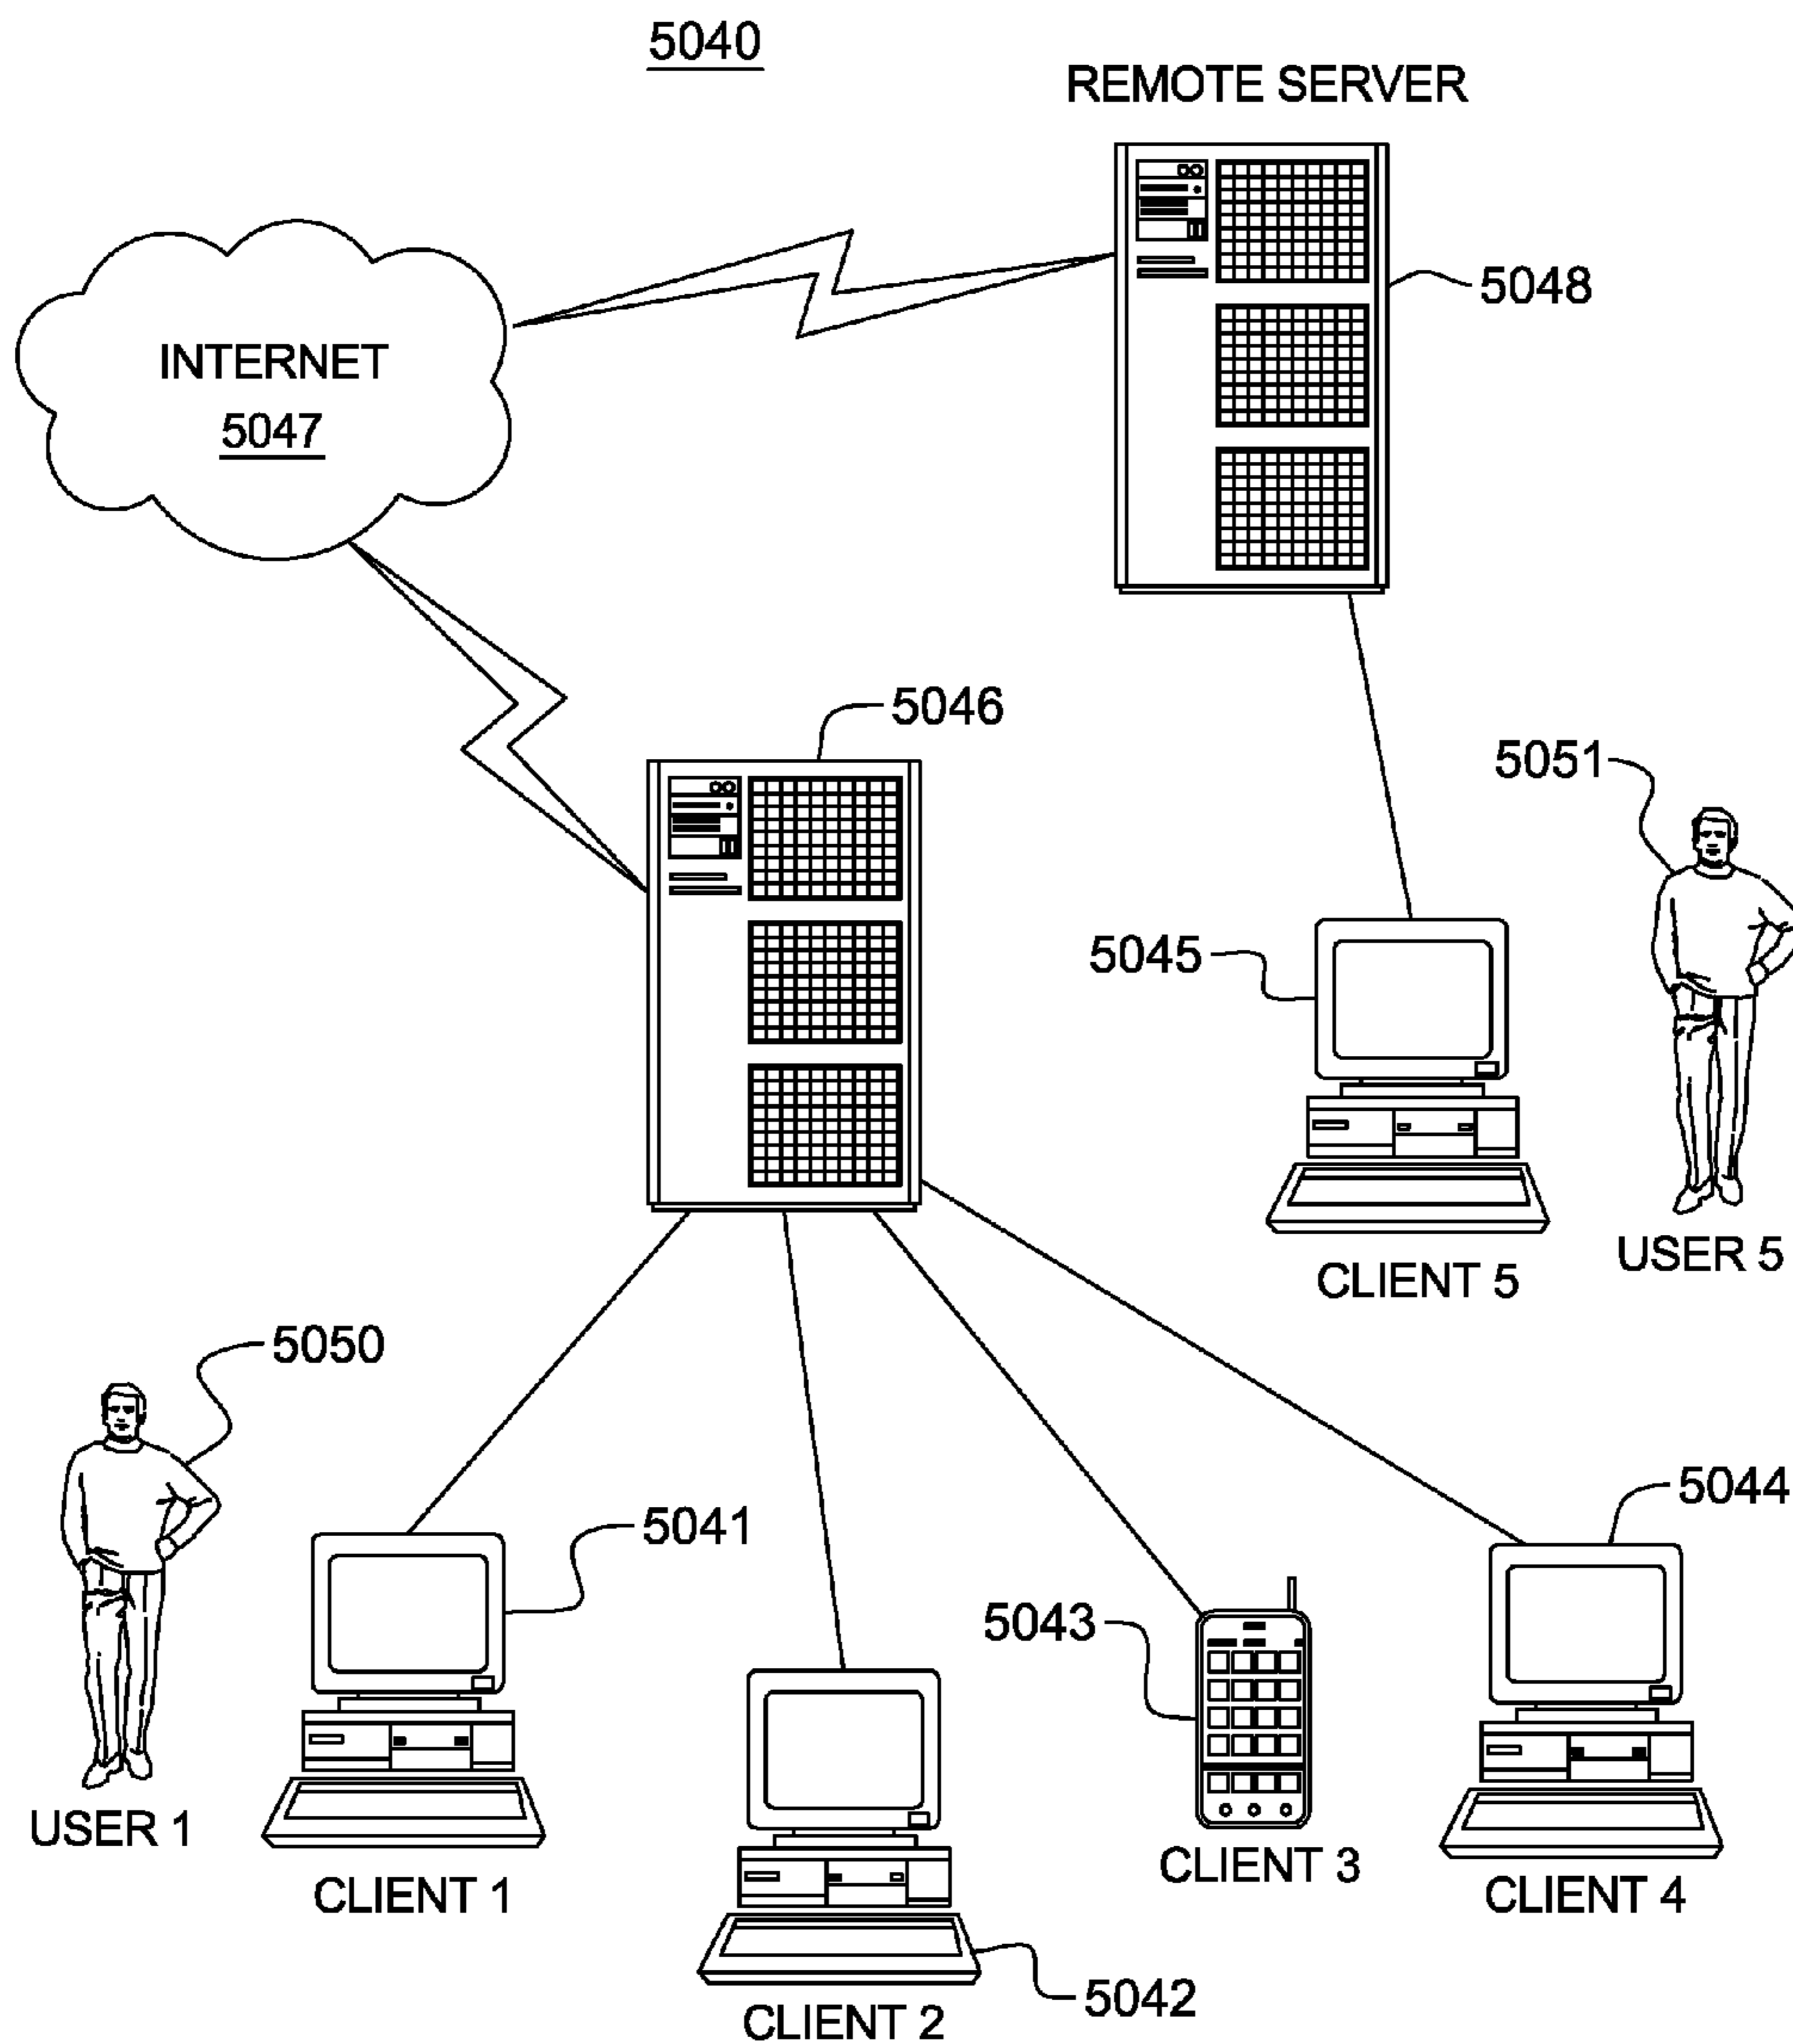 5040
REMOTE SERVER
5048
INTERNET
5047
5046
5051
5045
USER 5
CLIENT 5
5050
5044
5041
5043
USER 1
CLIENT 3
CLIENT 1
CLIENT 4
5042
CLIENT 2